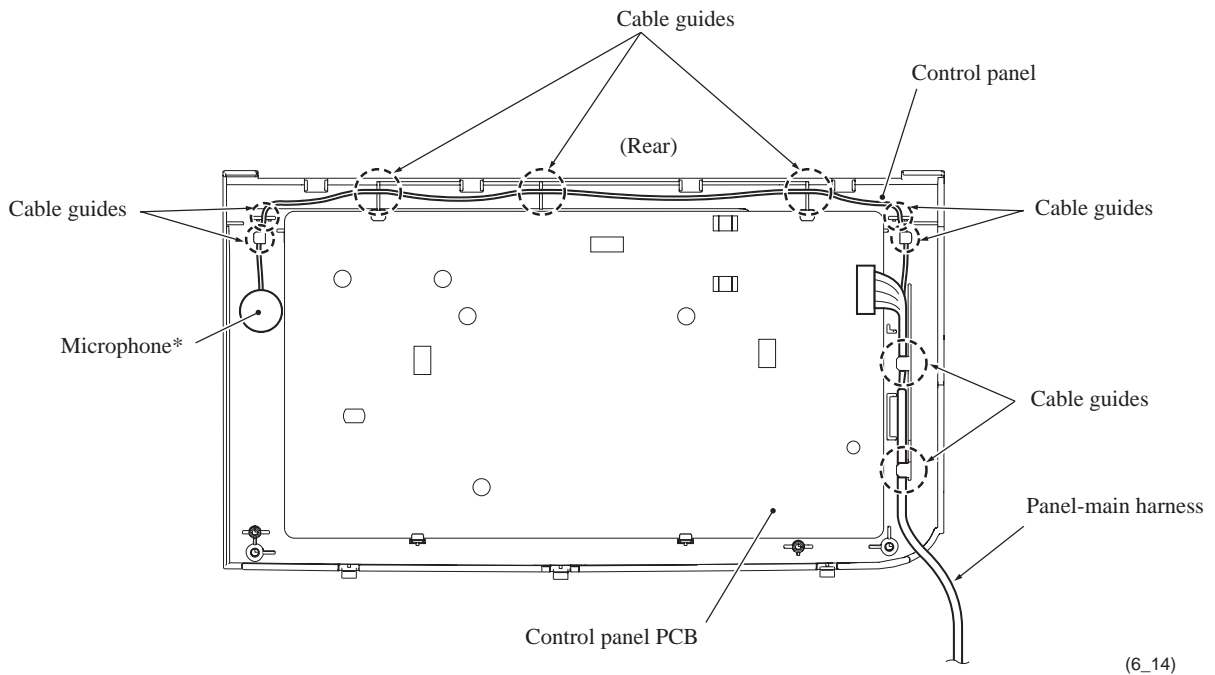 Cable guides
Control panel
(Rear)
Cable guides
Cable guides
Microphone*
Cable guides
Panel-main harness
Control panel PCB
(6_14)